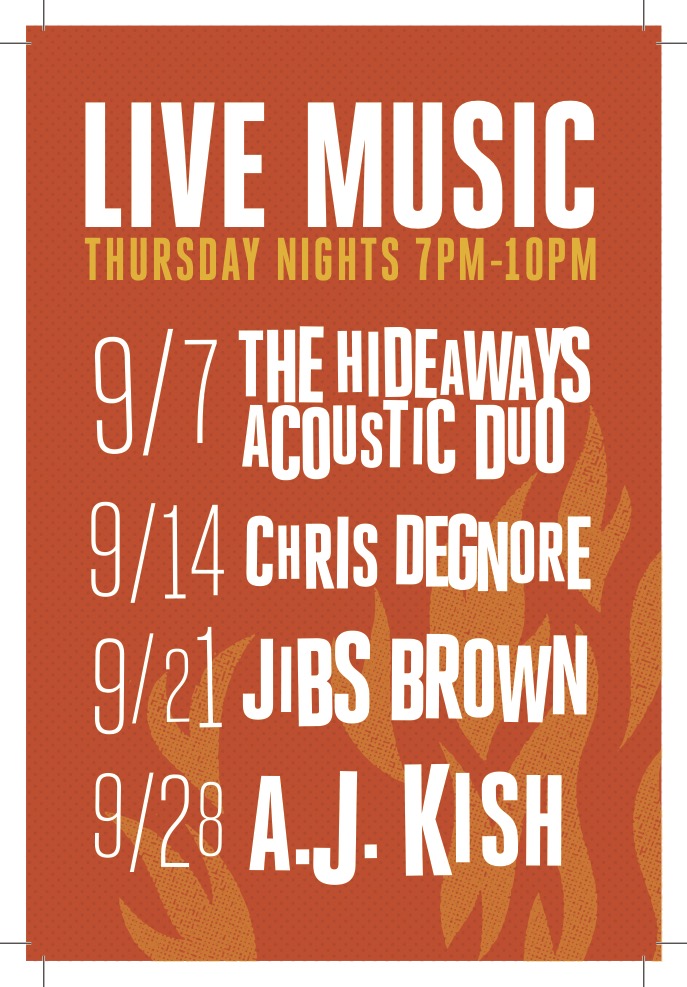 LIVE MUSIC
THURSDAY NIGHTS 7PM-10PM
9/7 THE HIDEAWAYS
ACOUSTIC DUO
9/14 CHRIS DEGNORE
9/21 JIBS BROWN
9/28 A.J. KISH